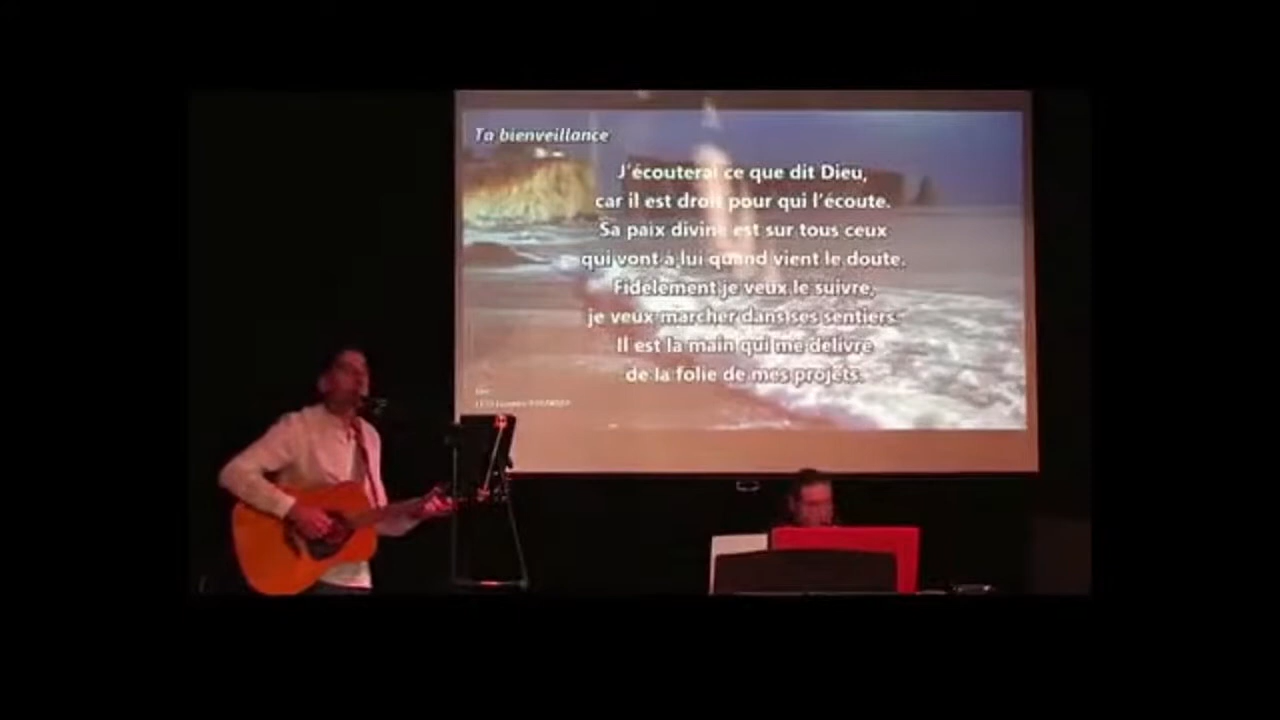 Ta bienveillance
J'écouterai ce que dit Dieu,
car il est droit pour qui l'écoute.
Sa paix divine est sur tous ceux
qui vont à lui quand vient le doute.
Fidèlement je veux le suivre,
je veux marcher dans ses sentiers.
Il est la main qui me délivre
de la folie de mes projets.